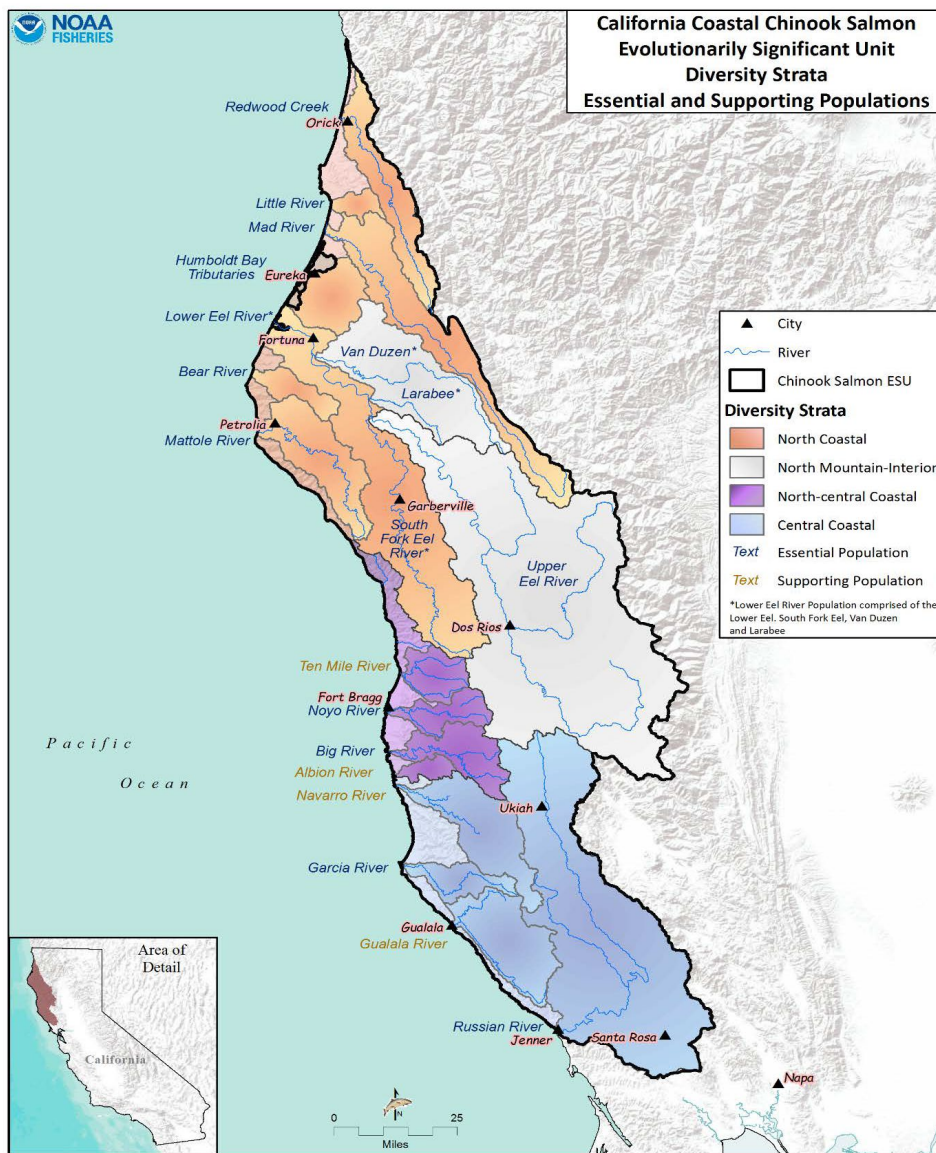 NOAA
FISHERIES
California Coastal Chinook Salmon
Evolutionarily Significant Unit
Diversity Strata
Essential and Supporting Populations
Redwood Creek
Orick
Little River
Mad River
Humboldt Bay
Tributaries
Eureka
Lower Eel River*
Fortuna
Van Duzen*
Bear River
Larabee*
Petrolia
Mattole River
Garberville
South
Fork Eel
River*
Upper
Eel River
Dos Rios
Ten Mile River
Fort Bragg
Noyo River
Big River
Albion River
Navarro River
Ukiah
Garcia River
Gualala
Gualala River
Russian River
Jenner
Santa Rosa
Napa
Pacific
Ocean
City
River
Chinook Salmon ESU
Diversity Strata
North Coastal
North Mountain-Interior
North-central Coastal
Central Coastal
Text Essential Population
Text Supporting Population
*Lower Eel River Population comprised of the
Lower Eel. South Fork Eel, Van Duzen
and Larabee
Area of
Detail
California
N
0 25
Miles